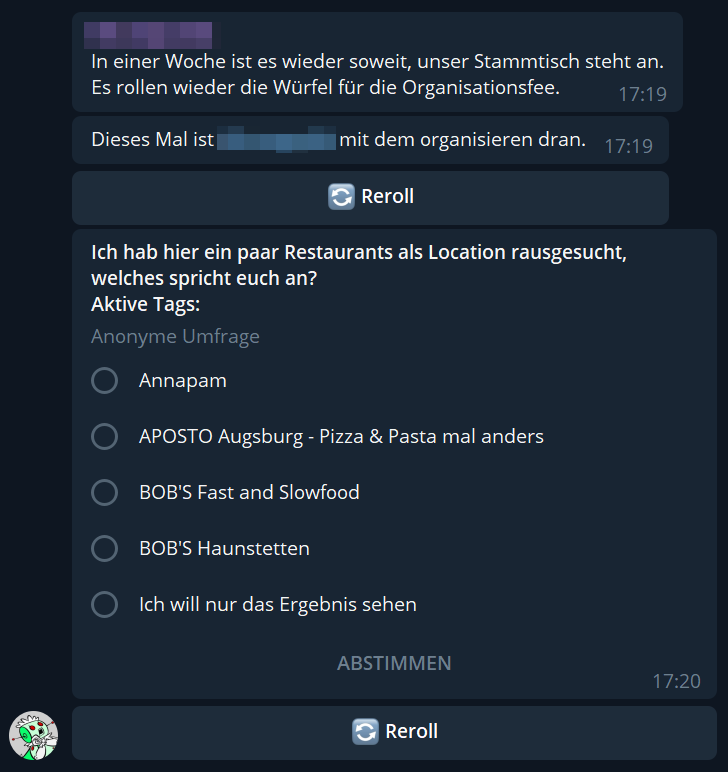 In einer Woche ist es wieder soweit, unser Stammtisch steht an.
Es rollen wieder die Würfel für die Organisationsfee.
17:19
Dieses Mal ist mit dem organisieren dran.
17:19
Reroll
Ich hab hier ein paar Restaurants als Location rausgesucht,
welches spricht euch an?
Aktive Tags:
Anonyme Umfrage
Annapam
APOSTO Augsburg - Pizza & Pasta mal anders
BOB'S Fast and Slowfood
BOB'S Haunstetten
Ich will nur das Ergebnis sehen
ABSTIMMEN
17:20
Reroll